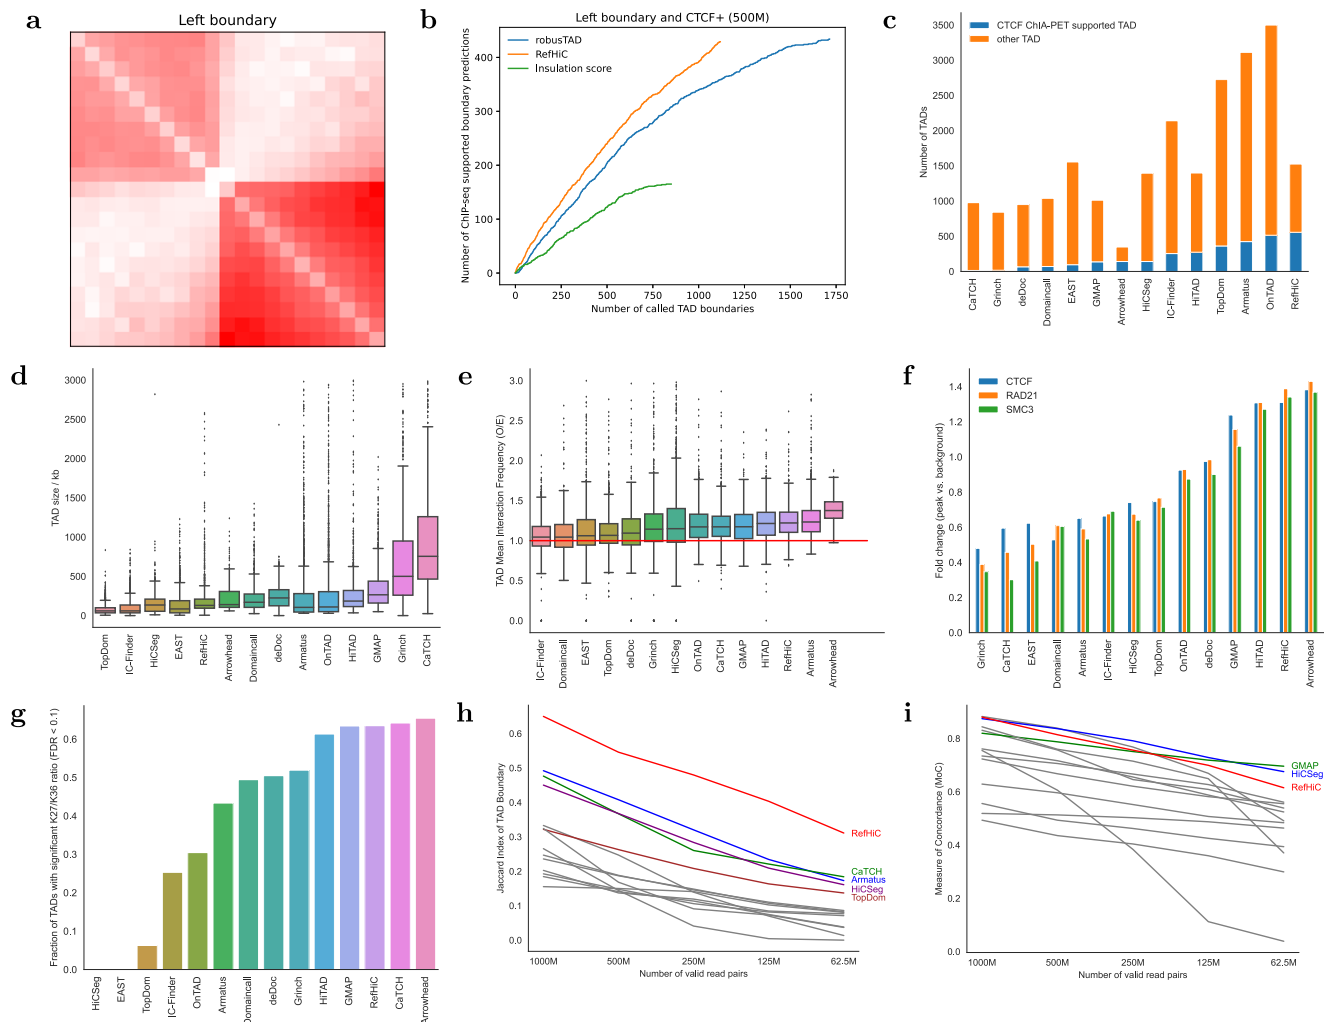 a
Left boundary
b
Left boundary and CTCF+ (500M)
Number of ChIP-seq supported boundary predictions
400
300
200
100
0
robusTAD
RefHiC
Insulation score
0 250 500 750 1000 1250 1500 1750
Number of called TAD boundaries
c
Number of TADs
3500
3000
2500
2000
1500
1000
500
0
CTCF ChIA-PET supported TAD
other TAD
CaTCH
Grinch
deDoc
Domaincall
EAST
GMAP
Arrowhead
HiCSeg
IC-Finder
HiTAD
TopDom
Armatus
OnTAD
RefHiC
d
TAD size / kb
3000
2500
2000
1500
1000
500
0
TopDom
IC-Finder
HiCSeg
EAST
RefHiC
Arrowhead
Domaincall
deDoc
Armatus
OnTAD
HiTAD
GMAP
Grinch
CaTCH
e
TAD Mean Interaction Frequency (O/E)
3.0
2.5
2.0
1.5
1.0
0.5
0.0
IC-Finder
Domaincall
EAST
TopDom
deDoc
Grinch
HiCSeg
OnTAD
CaTCH
GMAP
HiTAD
RefHiC
Armatus
Arrowhead
f
Fold change (peak vs. background)
1.4
1.2
1.0
0.8
0.6
0.4
0.2
0.0
CTCF
RAD21
SMC3
Grinch
CaTCH
EAST
Domaincall
Armatus
IC-Finder
HiCSeg
TopDom
OnTAD
deDoc
GMAP
HiTAD
RefHiC
Arrowhead
g
Fraction of TADs with significant K27/K36 ratio (FDR < 0.1)
0.6
0.5
0.4
0.3
0.2
0.1
0.0
HiCSeg
EAST
TopDom
IC-Finder
OnTAD
Armatus
Domaincall
deDoc
Grinch
HiTAD
GMAP
RefHiC
CaTCH
Arrowhead
h
Jaccard Index of TAD Boundary
0.6
0.5
0.4
0.3
0.2
0.1
0.0
RefHiC
CaTCH
Armatus
HiCSeg
TopDom
1000M 500M 250M 125M 62.5M
Number of valid read pairs
i
Measure of Concordance (MoC)
0.8
0.6
0.4
0.2
0.0
GMAP
HiCSeg
RefHiC
1000M 500M 250M 125M 62.5M
Number of valid read pairs